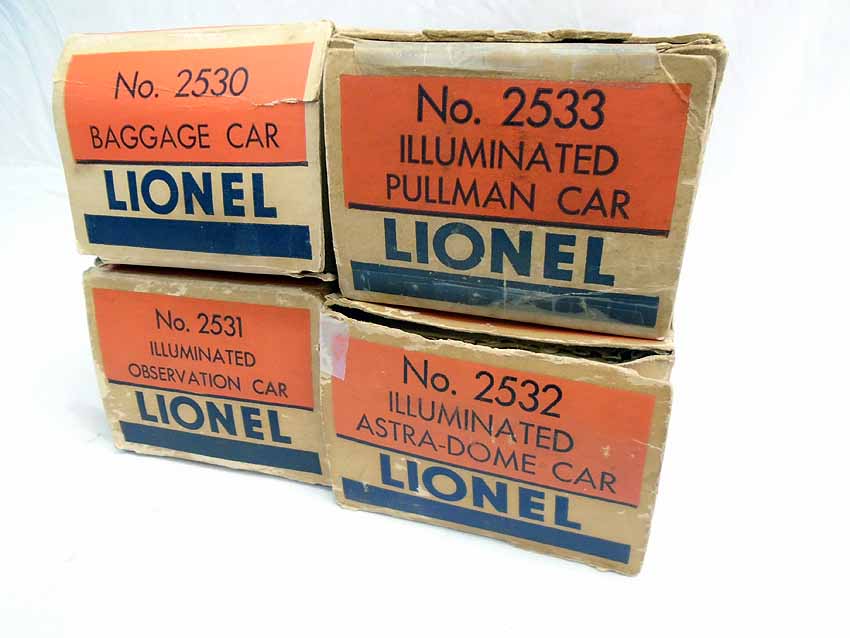 No. 2530
BAGGAGE CAR
LIONEL
No. 2533
ILLUMINATED
PULLMAN CAR
LIONEL
No. 2531
ILLUMINATED
OBSERVATION CAR
LIONEL
No. 2532
ILLUMINATED
ASTRA-DOME CAR
LIONEL